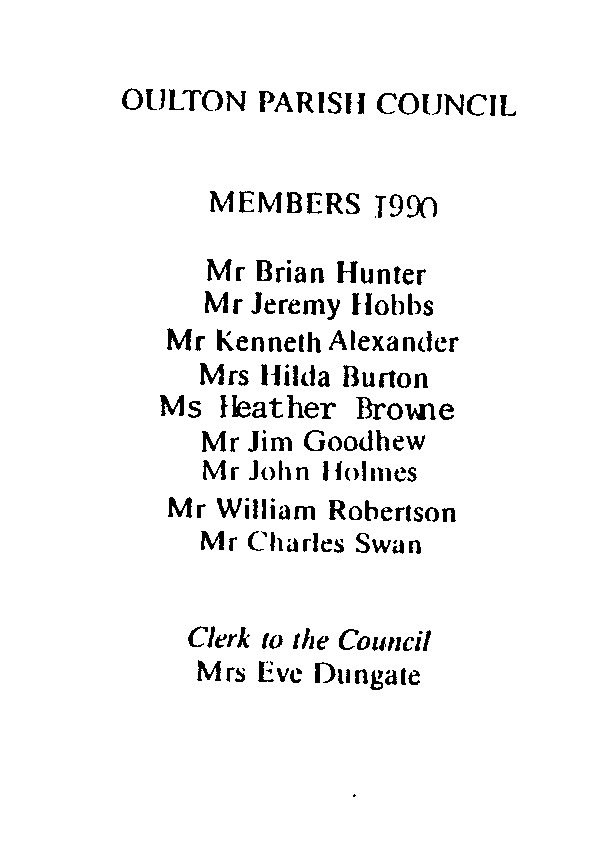 OULTON PARISH COUNCIL
MEMBERS 1990
Mr Brian Hunter
Mr Jeremy Hobbs
Mr Kenneth Alexander
Mrs Hilda Burton
Ms Heather Browne
Mr Jim Goodhew
Mr John Holmes
Mr William Robertson
Mr Charles Swan
Clerk to the Council
Mrs Eve Dungate